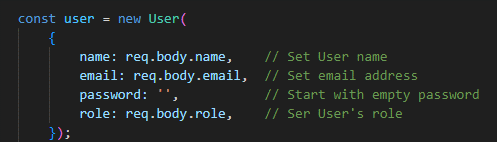 const user = new User(
    {
        name: req.body.name,    // Set User name
        email: req.body.email,  // Set email address
        password: '',           // Start with empty password
        role: req.body.role,    // Ser User's role
    });